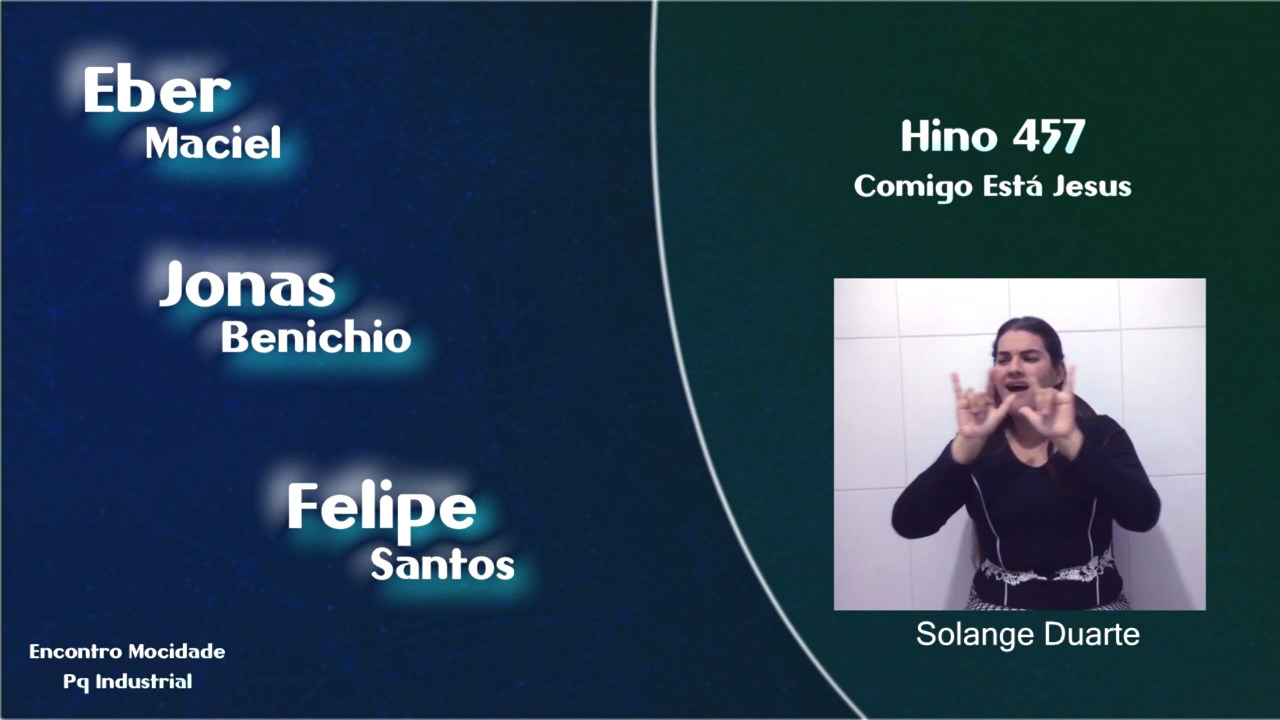 Eber
Maciel
Jonas
Benichio
Felipe
Santos
Encontro Mocidade
Pq Industrial
Hino 457
Comigo Está Jesus
Solange Duarte